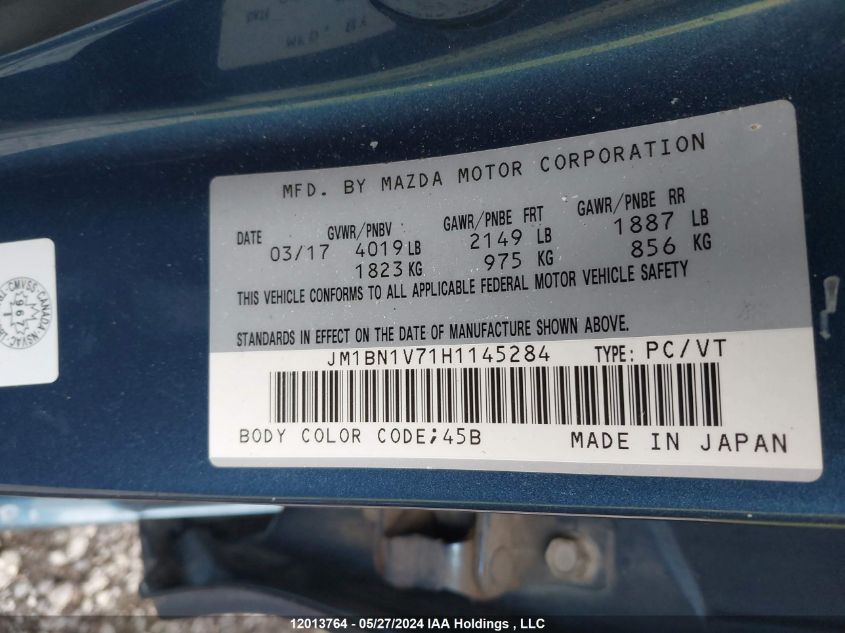 MFD. BY MAZDA MOTOR CORPORATION
DATE GVWR/PNBV GAWR/PNBE FRT GAWR/PNBE RR
03/17 4019 LB 2149 LB 1887 LB
1823 KG 975 KG 856 KG
THIS VEHICLE CONFORMS TO ALL APPLICABLE FEDERAL MOTOR VEHICLE SAFETY
STANDARDS IN EFFECT ON THE DATE OF MANUFACTURE SHOWN ABOVE.
JM1BN1V71H1145284 TYPE: PC/VT
BODY COLOR CODE;45B MADE IN JAPAN
CMVSS CANADA NSVAC
12013764 - 05/27/2024 IAA Holdings , LLC